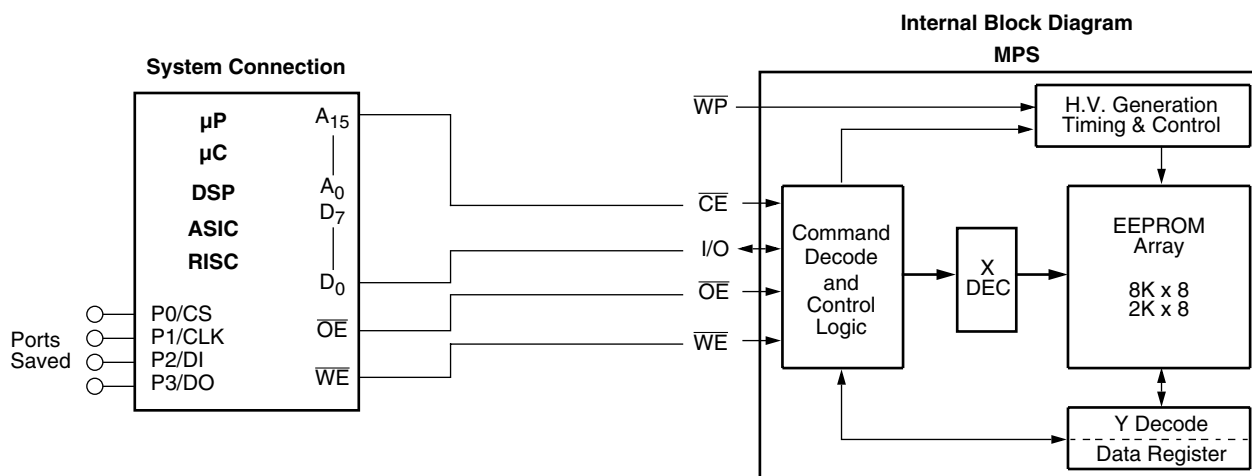 Internal Block Diagram
MPS
System Connection
µP
µC
DSP
ASIC
RISC
A15
A0
D7
D0
OE
WE
P0/CS
P1/CLK
P2/DI
P3/DO
Ports
Saved
WP
CE
I/O
OE
WE
H.V. Generation
Timing & Control
Command
Decode
and
Control
Logic
X
DEC
EEPROM
Array
8K x 8
2K x 8
Y Decode
Data Register